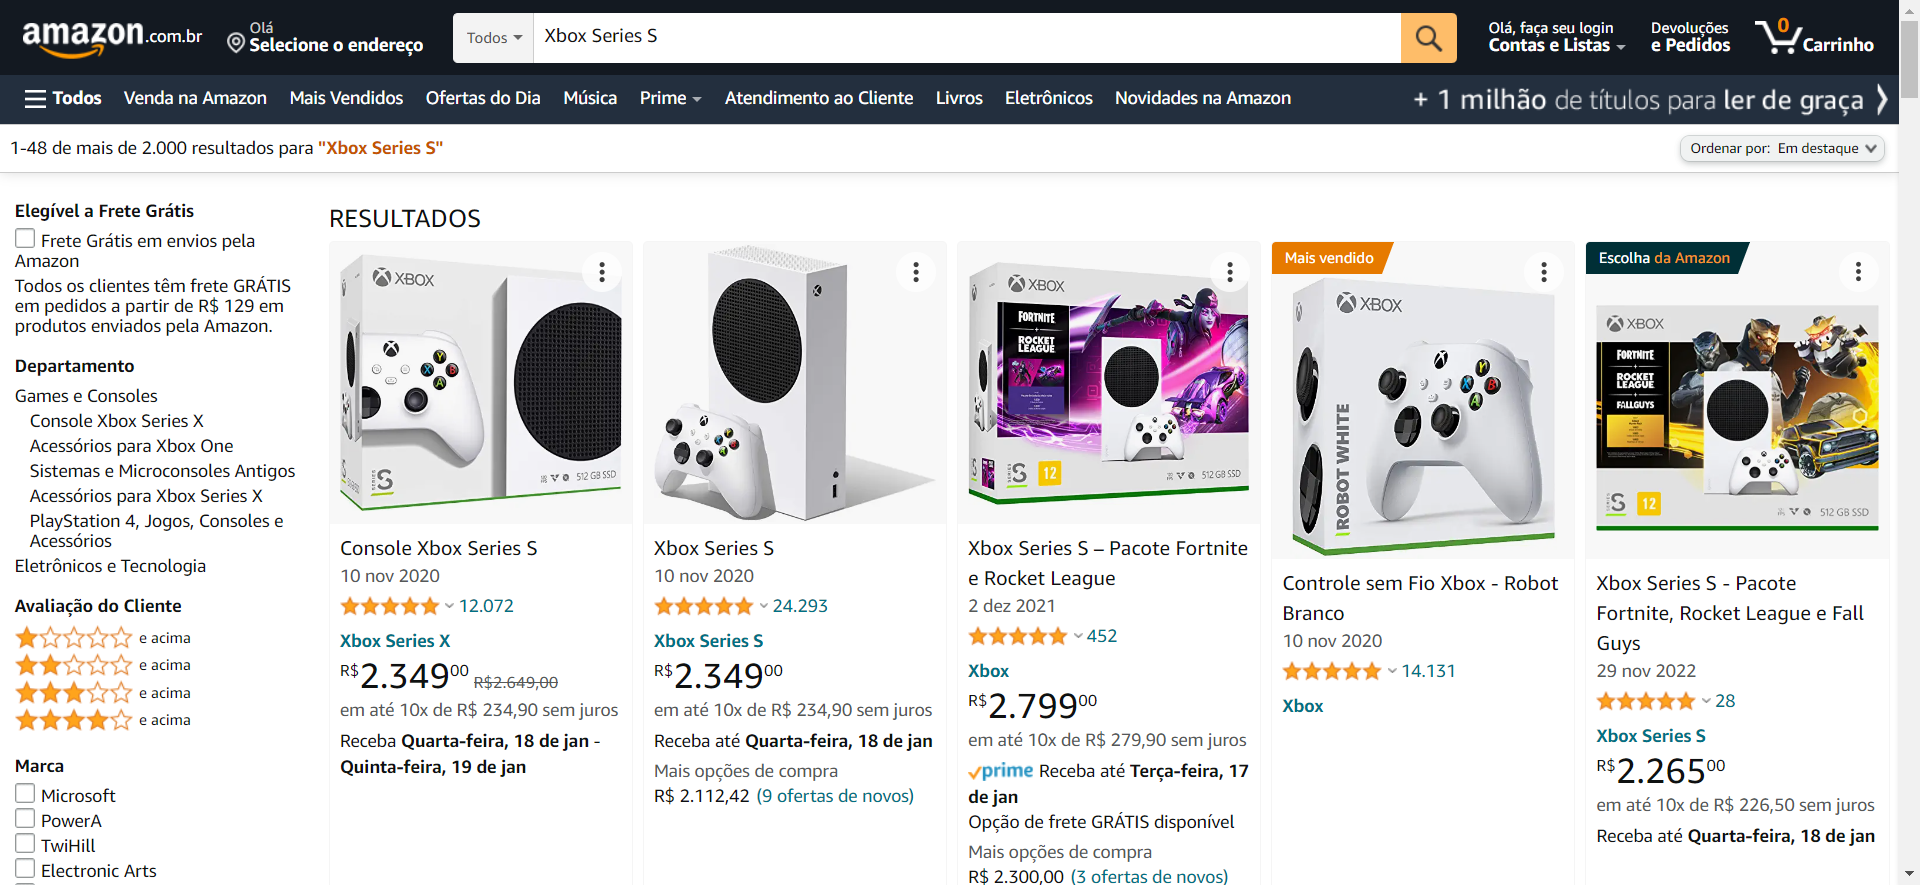 amazon.com.br
Olá
Selecione o endereço
Todos
Xbox Series S
Olá, faça seu login
Contas e Listas
Devoluções
e Pedidos
0
Carrinho
Todos
Venda na Amazon
Mais Vendidos
Ofertas do Dia
Música
Prime
Atendimento ao Cliente
Livros
Eletrônicos
Novidades na Amazon
+ 1 milhão de títulos para ler de graça
1-48 de mais de 2.000 resultados para "Xbox Series S"
Ordenar por: Em destaque
Elegível a Frete Grátis
Frete Grátis em envios pela
Amazon
Todos os clientes têm frete GRÁTIS
em pedidos a partir de R$ 129 em
produtos enviados pela Amazon.
Departamento
Games e Consoles
Console Xbox Series X
Acessórios para Xbox One
Sistemas e Microconsoles Antigos
Acessórios para Xbox Series X
PlayStation 4, Jogos, Consoles e
Acessórios
Eletrônicos e Tecnologia
Avaliação do Cliente
e acima
e acima
e acima
e acima
Marca
Microsoft
PowerA
TwiHill
Electronic Arts
RESULTADOS
XBOX
Y
X
B
A
SERIES S
512 GB SSD
Console Xbox Series S
10 nov 2020
12.072
Xbox Series X
R$2.34900 R$2.649,00
em até 10x de R$ 234,90 sem juros
Receba Quarta-feira, 18 de jan -
Quinta-feira, 19 de jan
Xbox Series S
10 nov 2020
24.293
Xbox Series S
R$2.34900
em até 10x de R$ 234,90 sem juros
Receba até Quarta-feira, 18 de jan
Mais opções de compra
R$ 2.112,42 (9 ofertas de novos)
XBOX
FORTNITE
+
ROCKET
LEAGUE
SERIES S
12
512 GB SSD
Xbox Series S – Pacote Fortnite
e Rocket League
2 dez 2021
452
Xbox
R$2.79900
em até 10x de R$ 279,90 sem juros
prime Receba até Terça-feira, 17
de jan
Opção de frete GRÁTIS disponível
Mais opções de compra
R$ 2.300,00 (3 ofertas de novos)
Mais vendido
XBOX
Y
X
B
A
ROBOT WHITE
Controle sem Fio Xbox - Robot
Branco
10 nov 2020
14.131
Xbox
Escolha da Amazon
XBOX
FORTNITE
+
ROCKET
LEAGUE
+
FALL GUYS
SERIES S
12
512 GB SSD
Xbox Series S - Pacote
Fortnite, Rocket League e Fall
Guys
29 nov 2022
28
Xbox Series S
R$2.26500
em até 10x de R$ 226,50 sem juros
Receba até Quarta-feira, 18 de jan